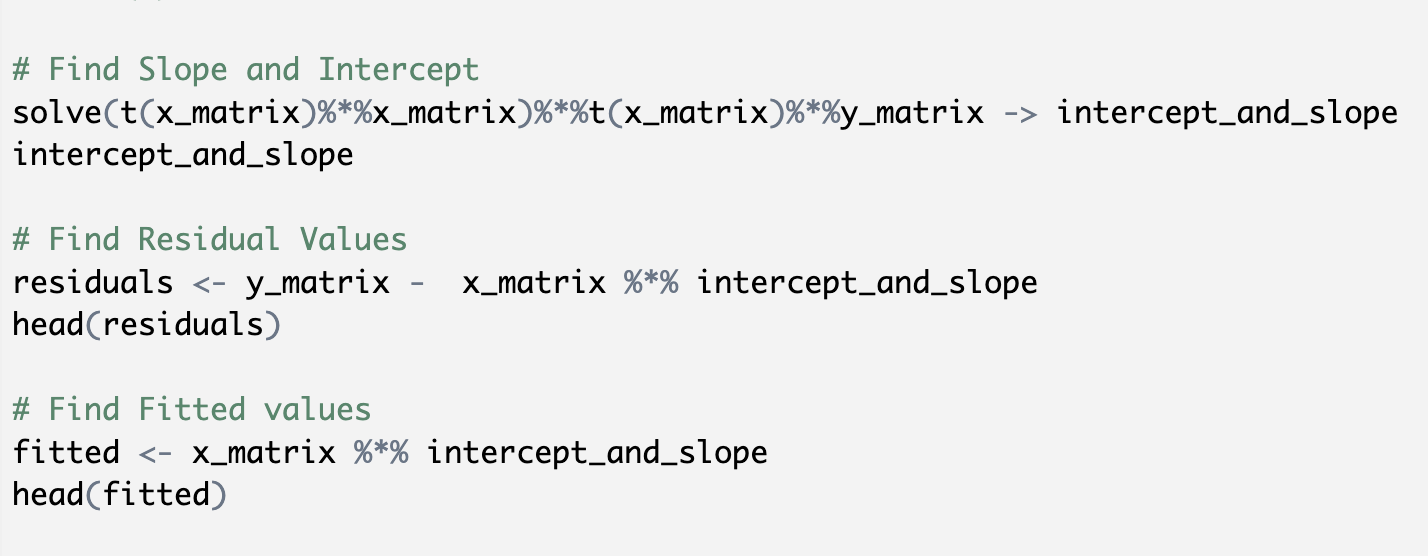 # Find Slope and Intercept
solve(t(x_matrix)%*%x_matrix)%*%t(x_matrix)%*%y_matrix -> intercept_and_slope
intercept_and_slope
# Find Residual Values
residuals <- y_matrix -  x_matrix %*% intercept_and_slope
head(residuals)
# Find Fitted values
fitted <- x_matrix %*% intercept_and_slope
head(fitted)